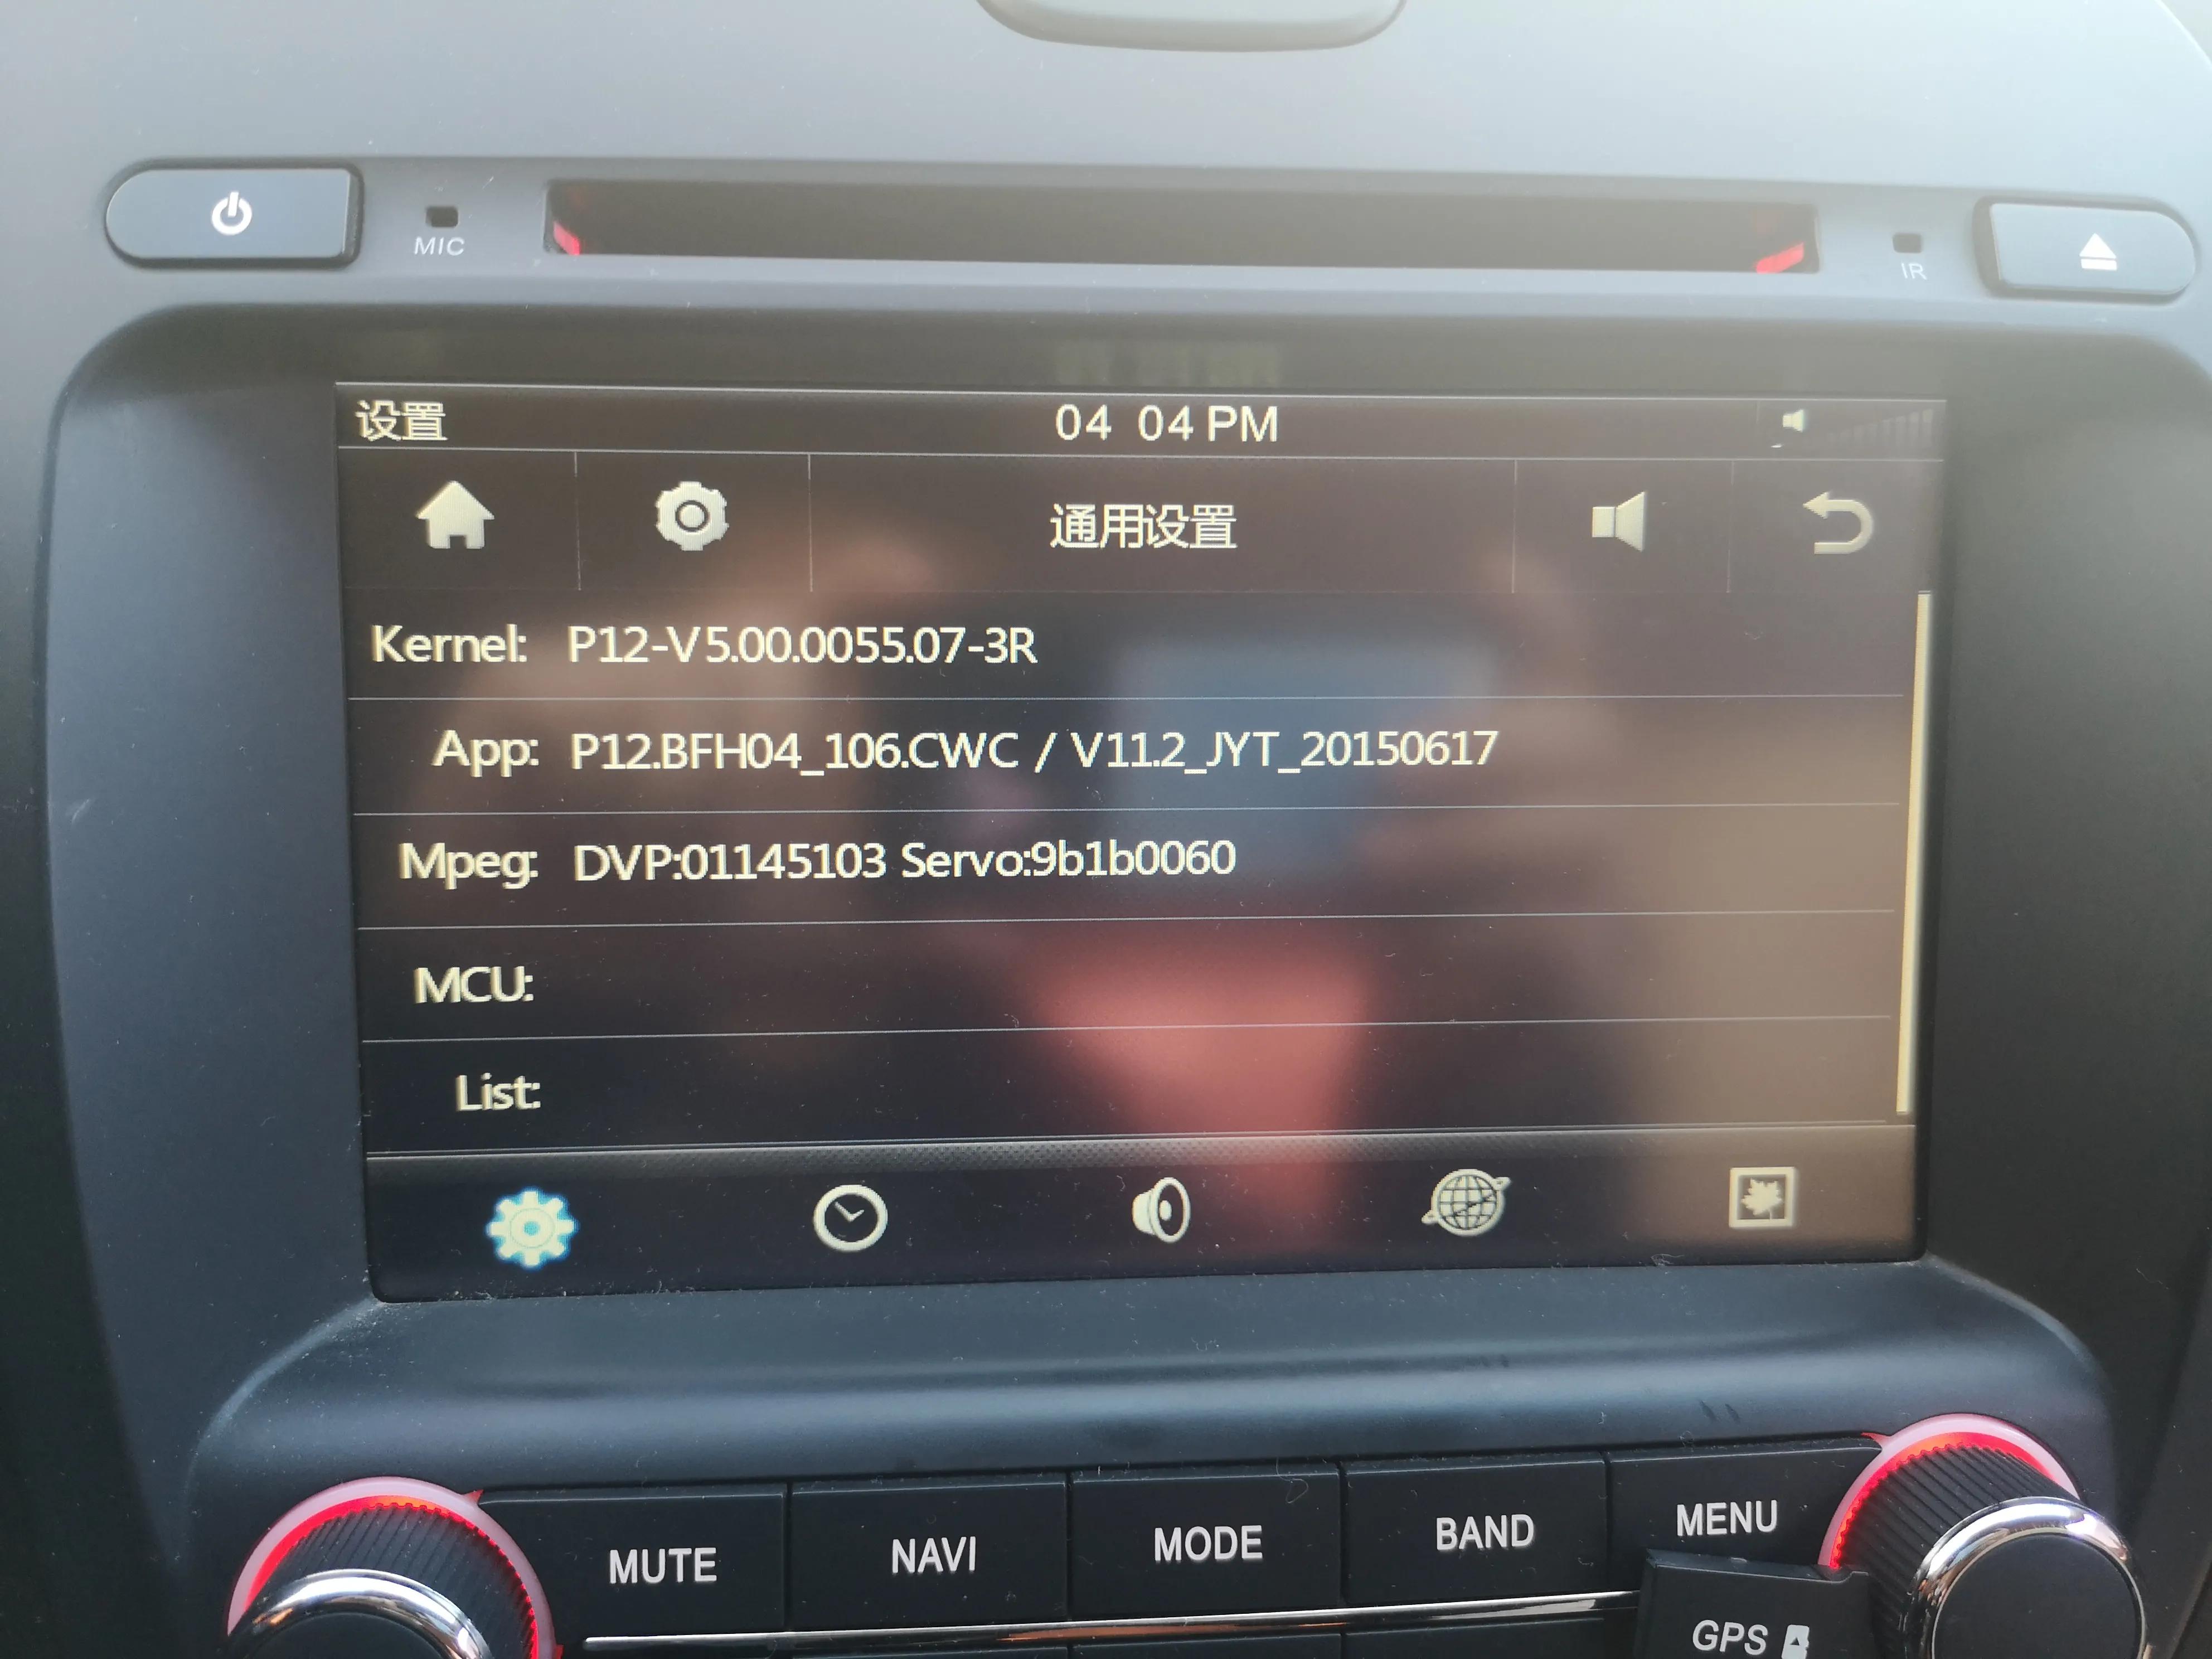 MIC
IR
设置
04 04 PM
通用设置
Kernel: P12-V5.00.0055.07-3R
App: P12.BFH04_106.CWC / V11.2_JYT_20150617
Mpeg: DVP:01145103 Servo:9b1b0060
MCU:
List:
MUTE NAVI MODE BAND MENU
GPS